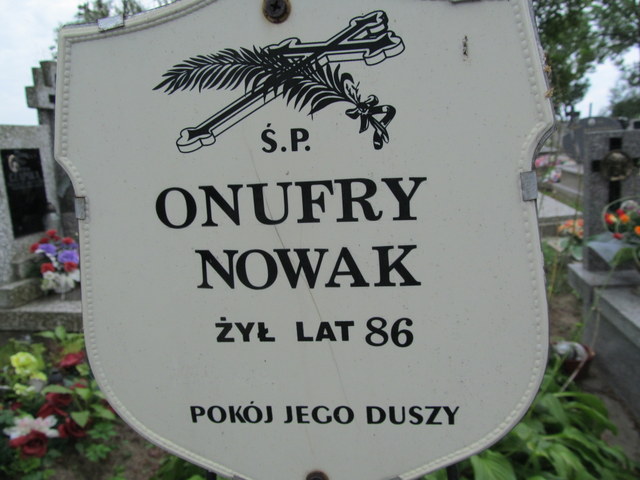 Ś.P.
ONUFRY
NOWAK
ŻYŁ LAT 86
POKÓJ JEGO DUSZY